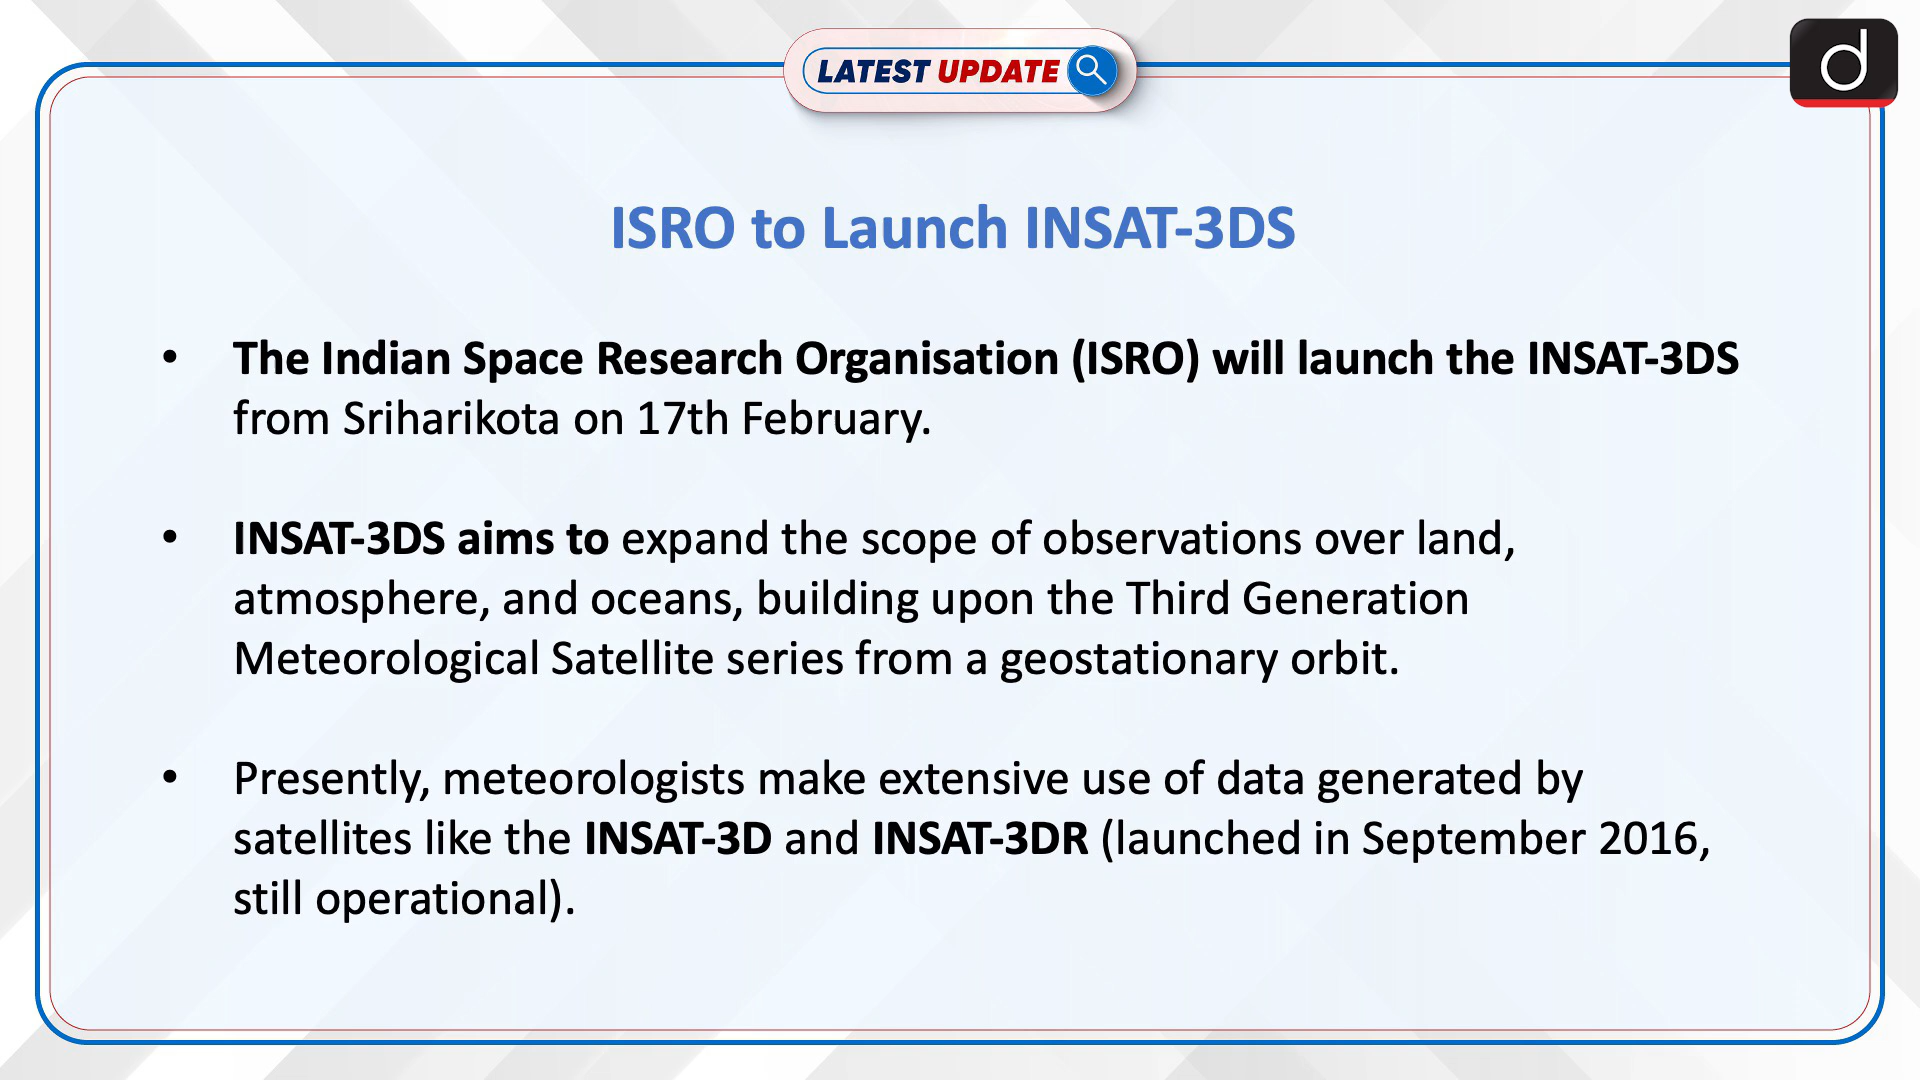 LATEST UPDATE
d
ISRO to Launch INSAT-3DS
• The Indian Space Research Organisation (ISRO) will launch the INSAT-3DS
from Sriharikota on 17th February.
• INSAT-3DS aims to expand the scope of observations over land,
atmosphere, and oceans, building upon the Third Generation
Meteorological Satellite series from a geostationary orbit.
• Presently, meteorologists make extensive use of data generated by
satellites like the INSAT-3D and INSAT-3DR (launched in September 2016,
still operational).